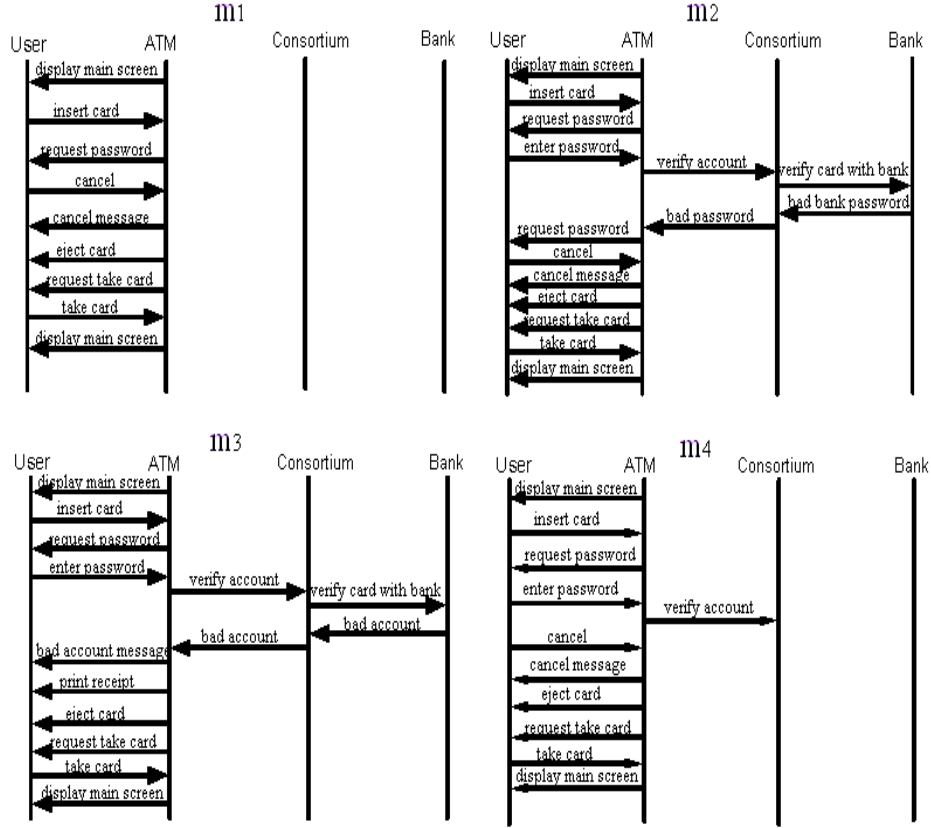 m1
User ATM Consortium Bank
display main screen
insert card
request password
cancel
cancel message
eject card
request take card
take card
display main screen
m2
User ATM Consortium Bank
display main screen
insert card
request password
enter password
verify account
verify card with bank
bad bank password
bad password
request password
cancel
cancel message
eject card
request take card
take card
display main screen
m3
User ATM Consortium Bank
display main screen
insert card
request password
enter password
verify account
verify card with bank
bad account
bad account
bad account message
print receipt
eject card
request take card
take card
display main screen
m4
User ATM Consortium Bank
display main screen
insert card
request password
enter password
verify account
cancel
cancel message
eject card
request take card
take card
display main screen